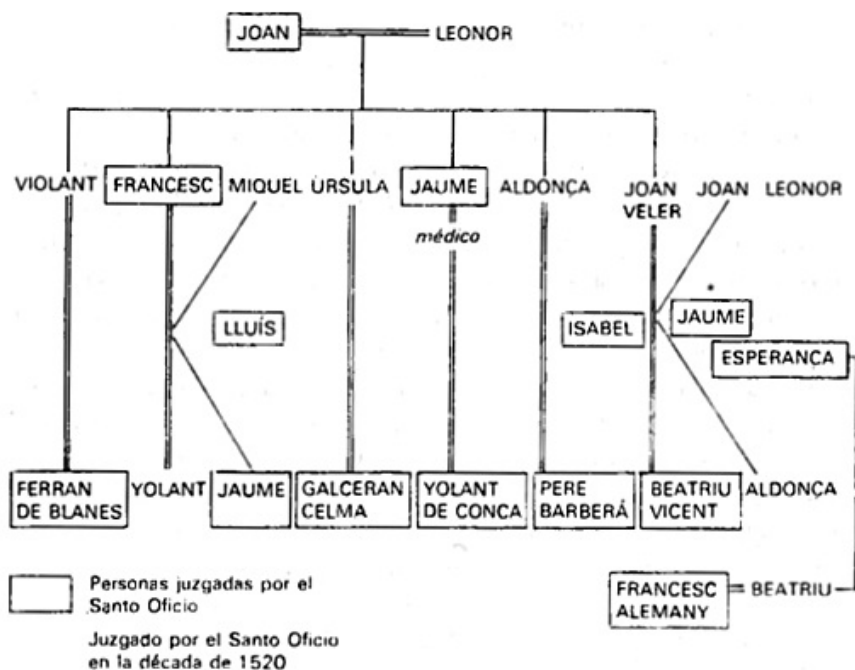 JOAN LEONOR
VIOLANT FRANCESC MIQUEL URSULA JAUME ALDONÇA JOAN VELER JOAN LEONOR
médico
LLUÍS ISABEL JAUME
ESPERANCA
FERRAN DE BLANES YOLANT JAUME GALCERAN CELMA YOLANT DE CONCA PERE BARBERÁ BEATRIU VICENT ALDONÇA
FRANCESC ALEMANY BEATRIU
Personas juzgadas por el
Santo Oficio
Juzgado por el Santo Oficio
en la década de 1520